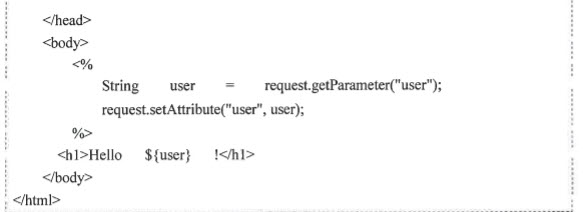 </head>
<body>
<%
String user = request.getParameter("user");
request.setAttribute("user", user);
%>
<h1>Hello ${user} !</h1>
</body>
</html>